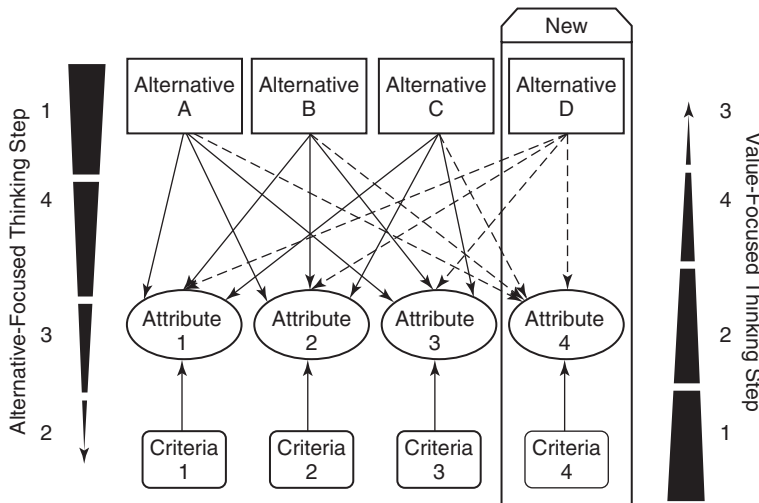 New
Alternative
A
Alternative
B
Alternative
C
Alternative
D
Alternative-Focused Thinking Step
1
4
3
2
Attribute
1
Attribute
2
Attribute
3
Attribute
4
Criteria
1
Criteria
2
Criteria
3
Criteria
4
3
4
2
1
Value-Focused Thinking Step